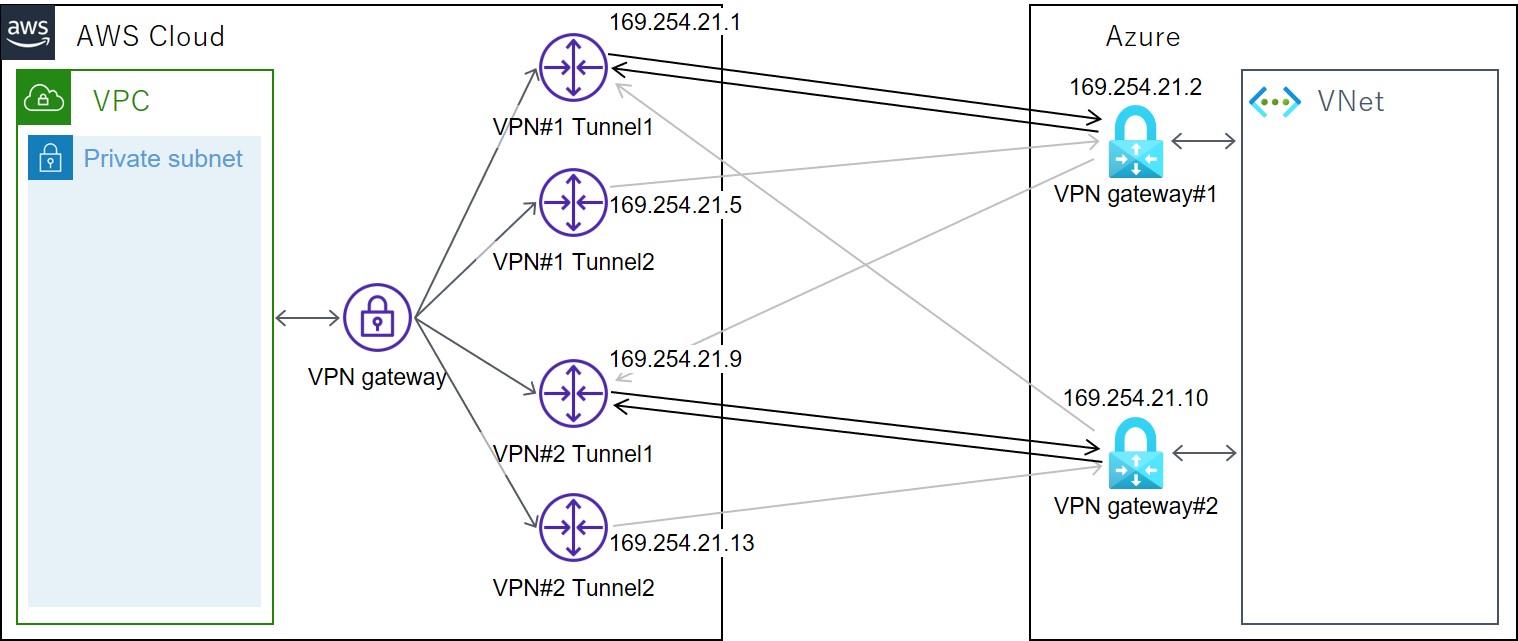 aws
AWS Cloud
VPC
Private subnet
169.254.21.1
VPN#1 Tunnel1
169.254.21.5
VPN#1 Tunnel2
VPN gateway
169.254.21.9
VPN#2 Tunnel1
169.254.21.13
VPN#2 Tunnel2
Azure
169.254.21.2
VPN gateway#1
169.254.21.10
VPN gateway#2
VNet